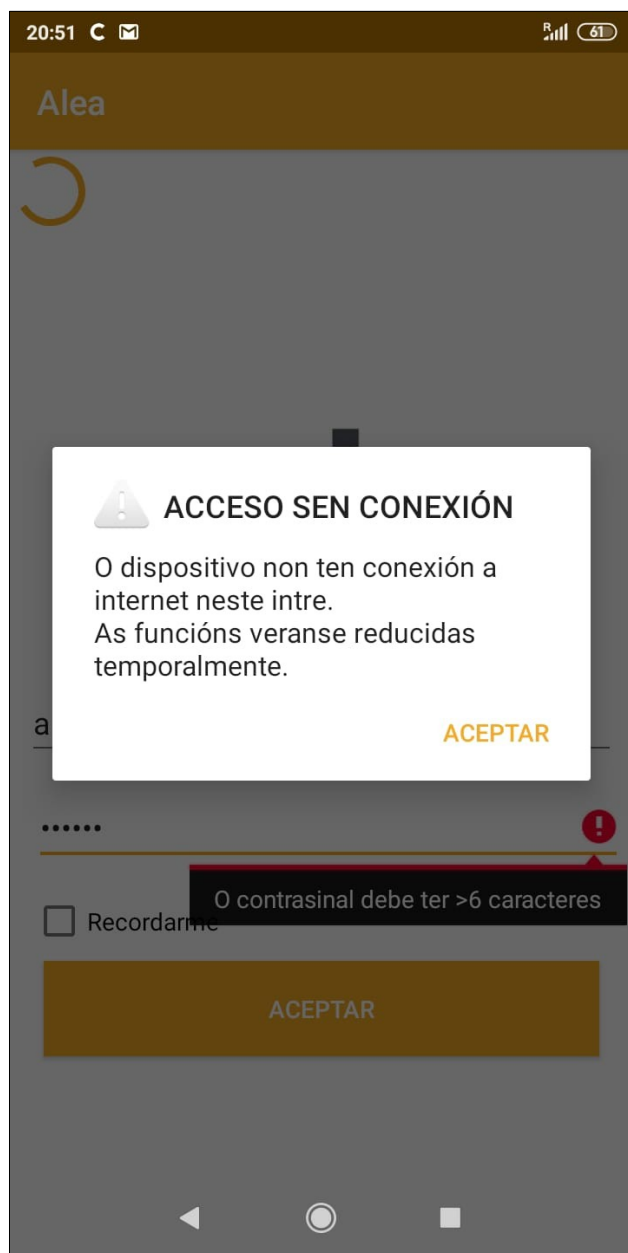 20:51 C R 61
Alea
ACCESO SEN CONEXIÓN
O dispositivo non ten conexión a
internet neste intre.
As funcións veranse reducidas
temporalmente.
ACEPTAR
a
••••••
O contrasinal debe ter >6 caracteres
Recordarme
ACEPTAR